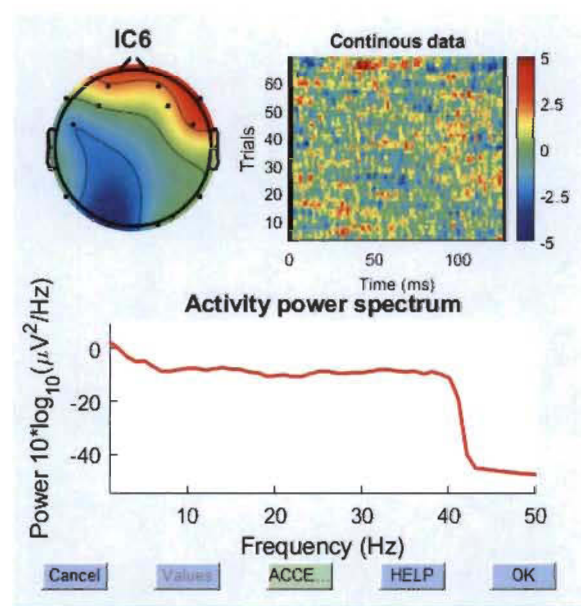 IC6
Continous data
Trials
60
50
40
30
20
10
0
50
100
Time (ms)
5
2.5
0
-2.5
-5
Activity power spectrum
Power 10*log10(μV2/Hz)
0
-20
-40
10
20
30
40
50
Frequency (Hz)
Cancel
Values
ACCE...
HELP
OK